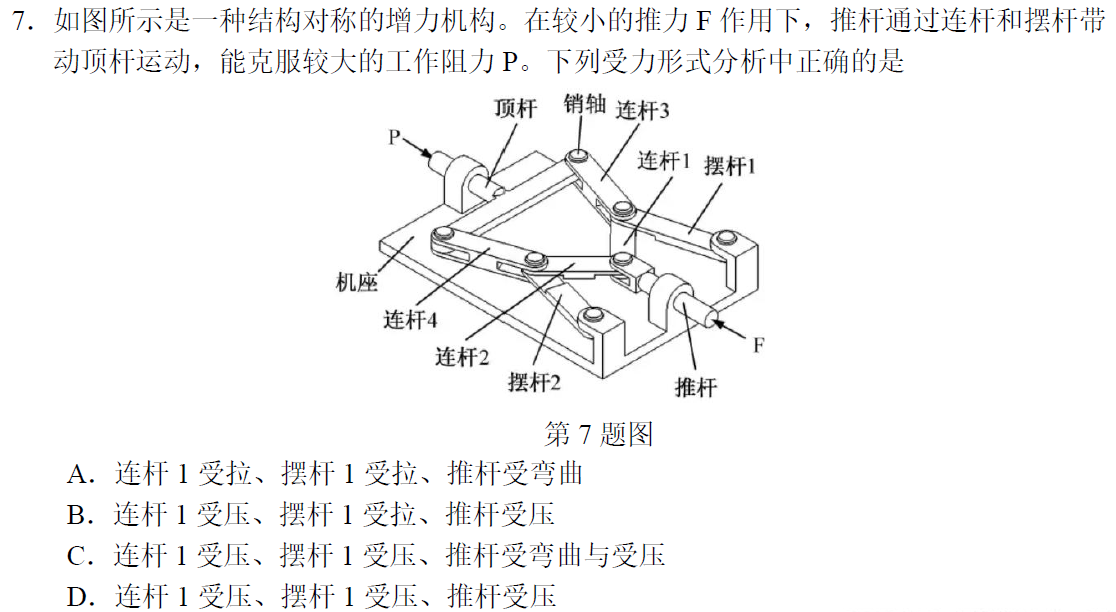 7．如图所示是一种结构对称的增力机构。在较小的推力 F 作用下，推杆通过连杆和摆杆带
动顶杆运动，能克服较大的工作阻力 P。下列受力形式分析中正确的是
顶杆
销轴
连杆3
P
连杆1
摆杆1
机座
连杆4
连杆2
摆杆2
F
推杆
第 7 题图
A．连杆 1 受拉、摆杆 1 受拉、推杆受弯曲
B．连杆 1 受压、摆杆 1 受拉、推杆受压
C．连杆 1 受压、摆杆 1 受压、推杆受弯曲与受压
D．连杆 1 受压、摆杆 1 受压、推杆受压